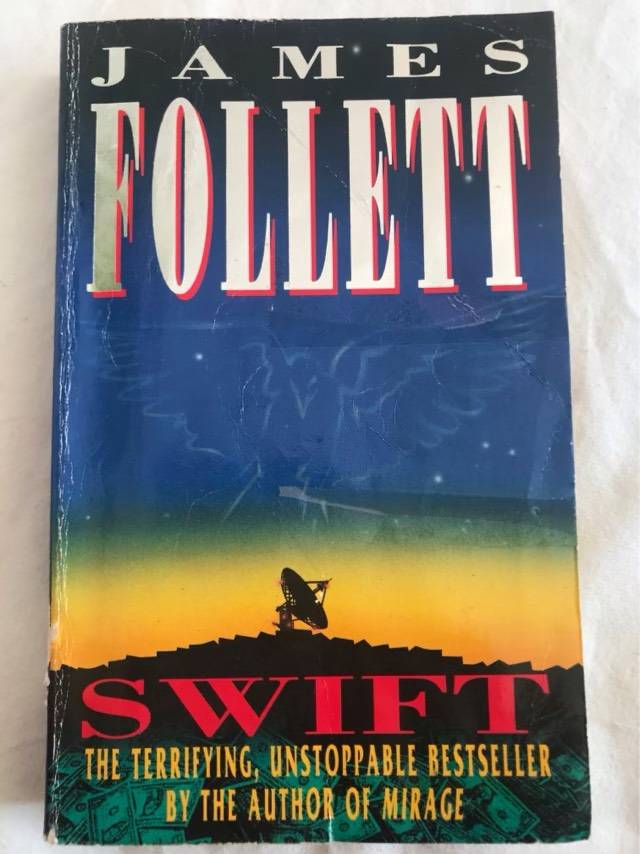 JAMES
FOLLETT
SWIFT
THE TERRIFYING, UNSTOPPABLE BESTSELLER
BY THE AUTHOR OF MIRAGE